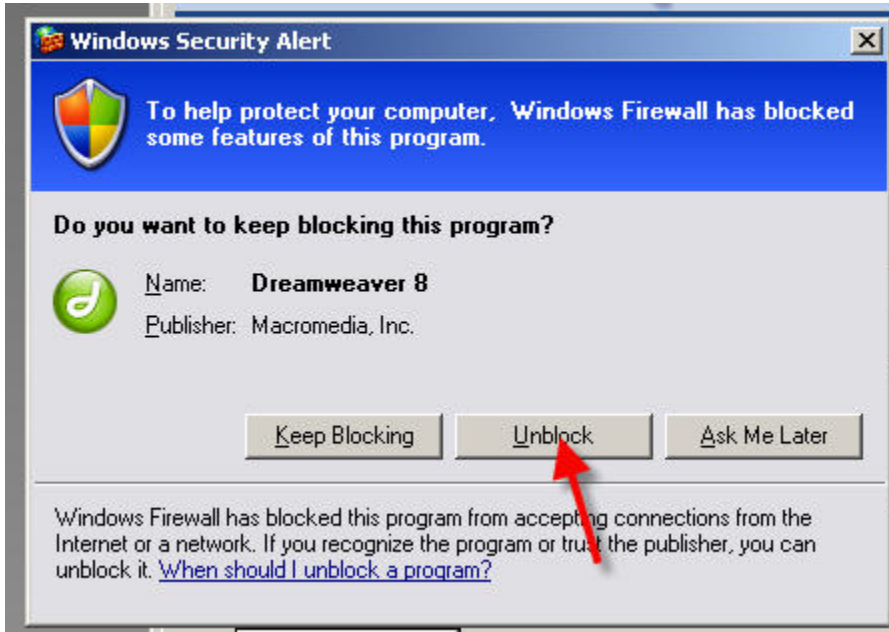 Windows Security Alert
To help protect your computer, Windows Firewall has blocked
some features of this program.
Do you want to keep blocking this program?
Name: Dreamweaver 8
Publisher: Macromedia, Inc.
Keep Blocking Unblock Ask Me Later
Windows Firewall has blocked this program from accepting connections from the
Internet or a network. If you recognize the program or trust the publisher, you can
unblock it. When should I unblock a program?